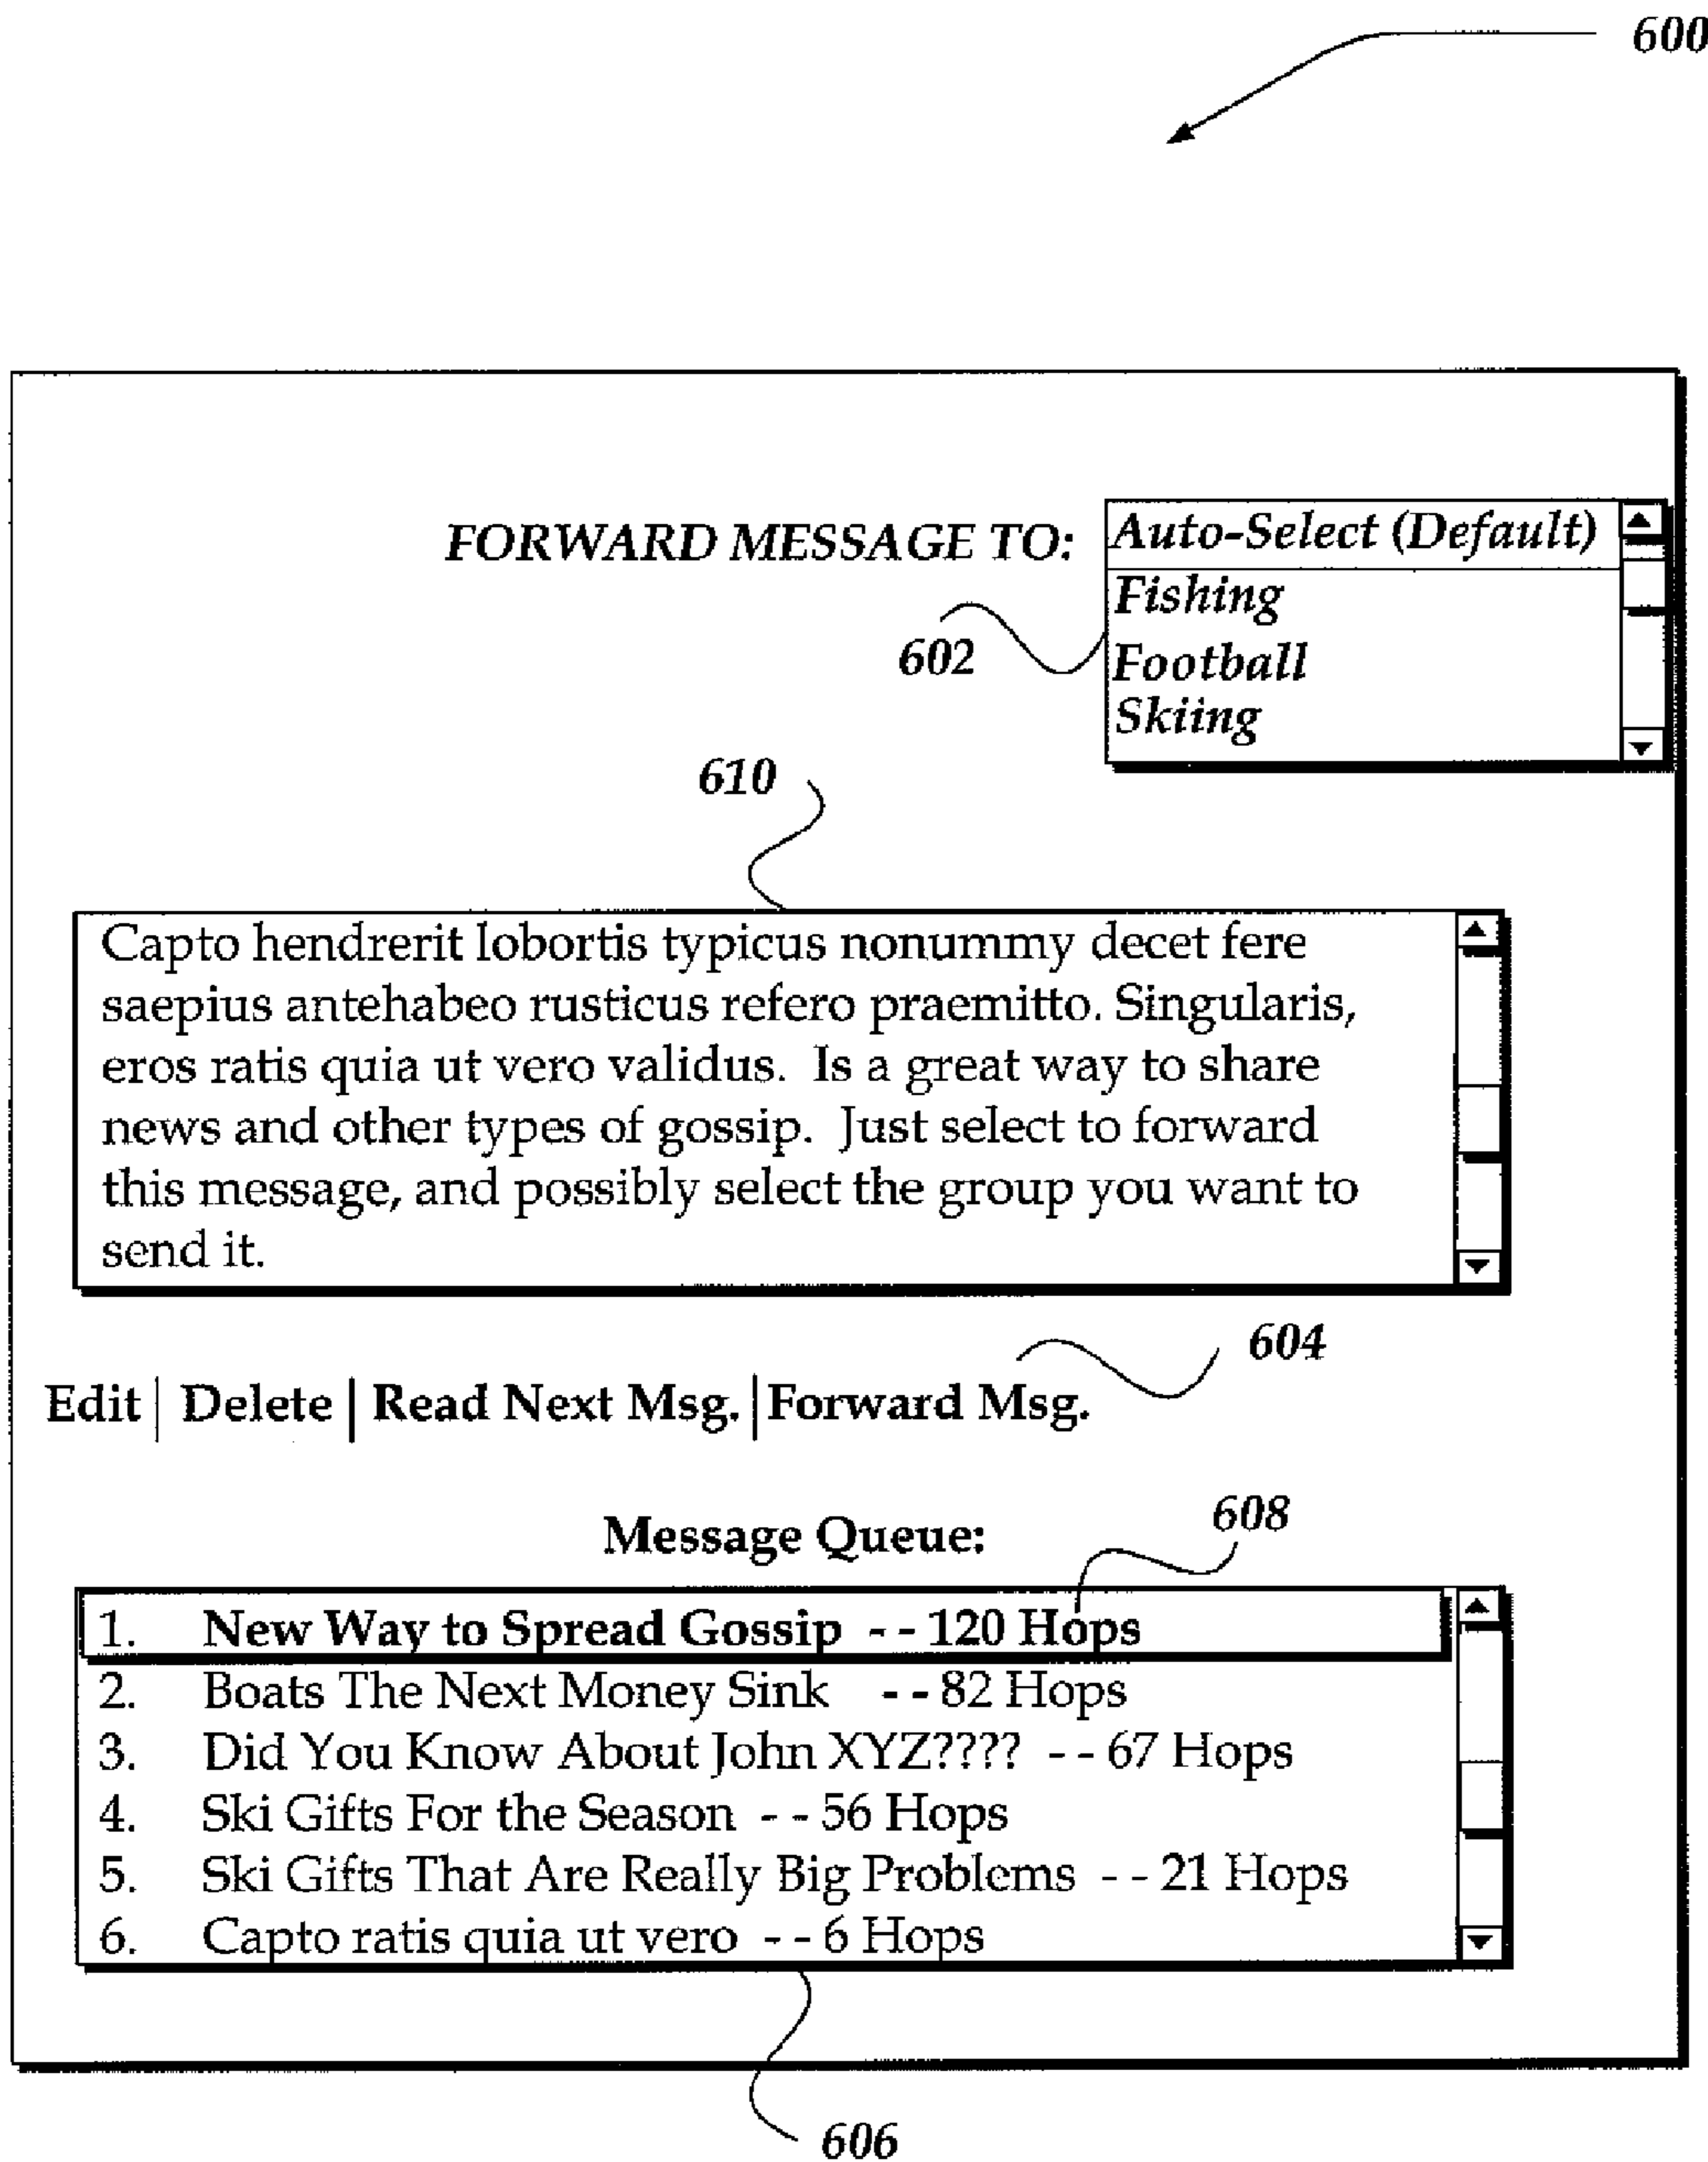 600
FORWARD MESSAGE TO:
Auto-Select (Default)
Fishing
602
Football
Skiing
610
Capto hendrerit lobortis typicus nonummy decet fere
saepius antehabeo rusticus refero praemitto. Singularis,
eros ratis quia ut vero validus.  Is a great way to share
news and other types of gossip.  Just select to forward
this message, and possibly select the group you want to
send it.
604
Edit | Delete | Read Next Msg. | Forward Msg.
608
Message Queue:
1. New Way to Spread Gossip -- 120 Hops
2. Boats The Next Money Sink -- 82 Hops
3. Did You Know About John XYZ???? -- 67 Hops
4. Ski Gifts For the Season -- 56 Hops
5. Ski Gifts That Are Really Big Problems -- 21 Hops
6. Capto ratis quia ut vero -- 6 Hops
606